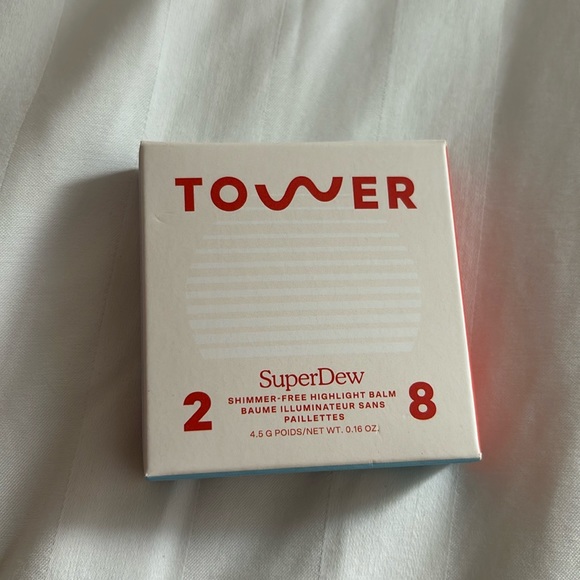 TOWER
SuperDew
SHIMMER-FREE HIGHLIGHT BALM
BAUME ILLUMINATEUR SANS
PAILLETTES
4.5 G POIDS/NET WT. 0.16 OZ.
2 8